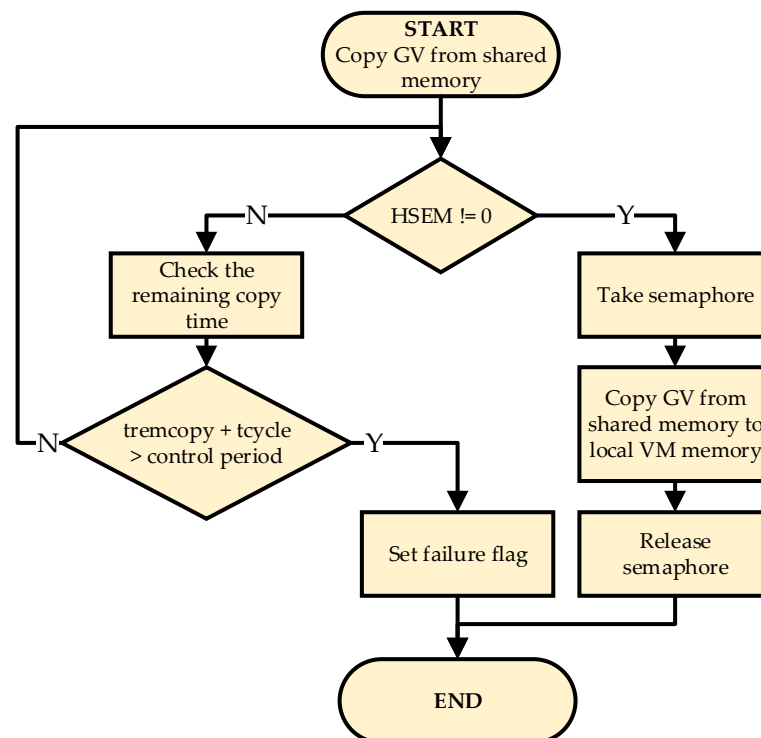 START
Copy GV from shared
memory
HSEM != 0
N
Y
Check the
remaining copy
time
Take semaphore
tremcopy + tcycle
> control period
N
Y
Copy GV from
shared memory to
local VM memory
Set failure flag
Release
semaphore
END